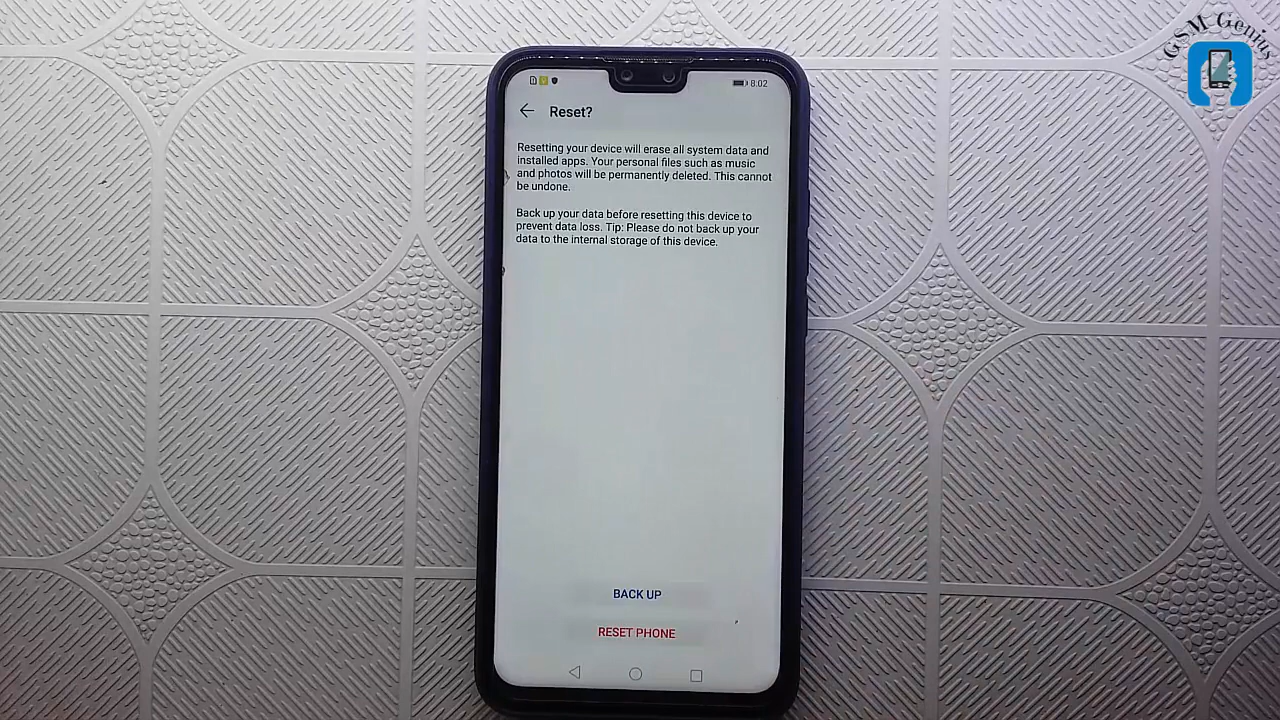 GSM Genius
8:02
Reset?
Resetting your device will erase all system data and
installed apps. Your personal files such as music
and photos will be permanently deleted. This cannot
be undone.
Back up your data before resetting this device to
prevent data loss. Tip: Please do not back up your
data to the internal storage of this device.
BACK UP
RESET PHONE